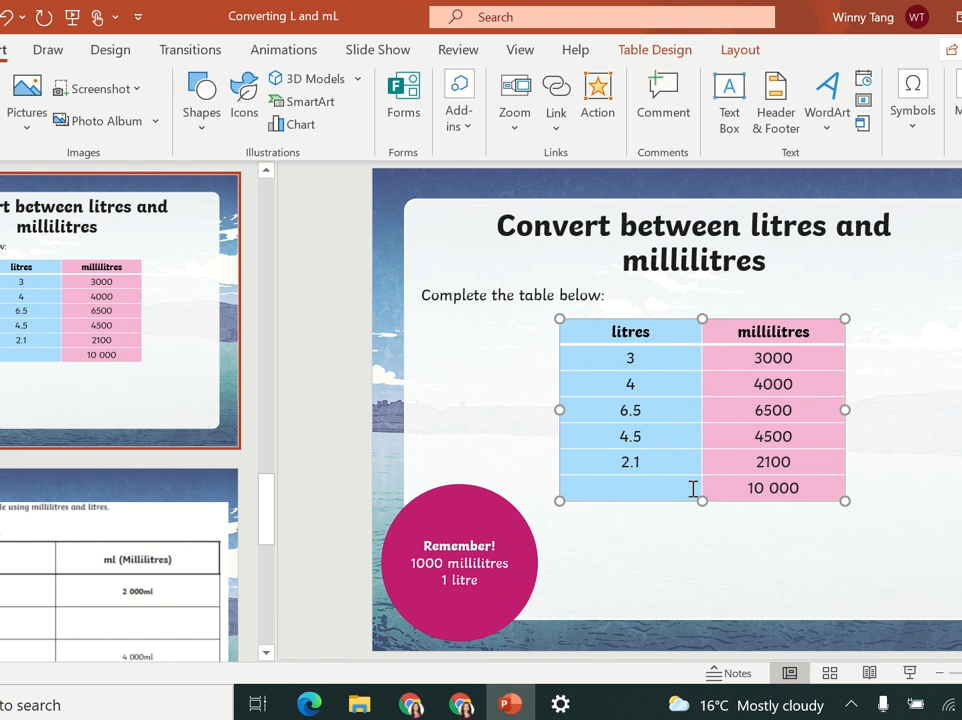 Converting L and mL
Search
Winny Tang
WT
Draw
Design
Transitions
Animations
Slide Show
Review
View
Help
Table Design
Layout
Pictures
Screenshot
Photo Album
Images
Shapes
Icons
3D Models
SmartArt
Chart
Illustrations
Forms
Forms
Add-
ins
Zoom
Link
Action
Links
Comment
Comments
Text
Box
Header
& Footer
WordArt
Text
Symbols
rt between litres and
millilitres
w:
litres millilitres
3 3000
4 4000
6.5 6500
4.5 4500
2.1 2100
10 000
le using millilitres and litres.
ml (Millilitres)
2 000ml
4 000ml
Convert between litres and
millilitres
Complete the table below:
litres millilitres
3 3000
4 4000
6.5 6500
4.5 4500
2.1 2100
10 000
Remember!
1000 millilitres
1 litre
Notes
to search
16°C Mostly cloudy